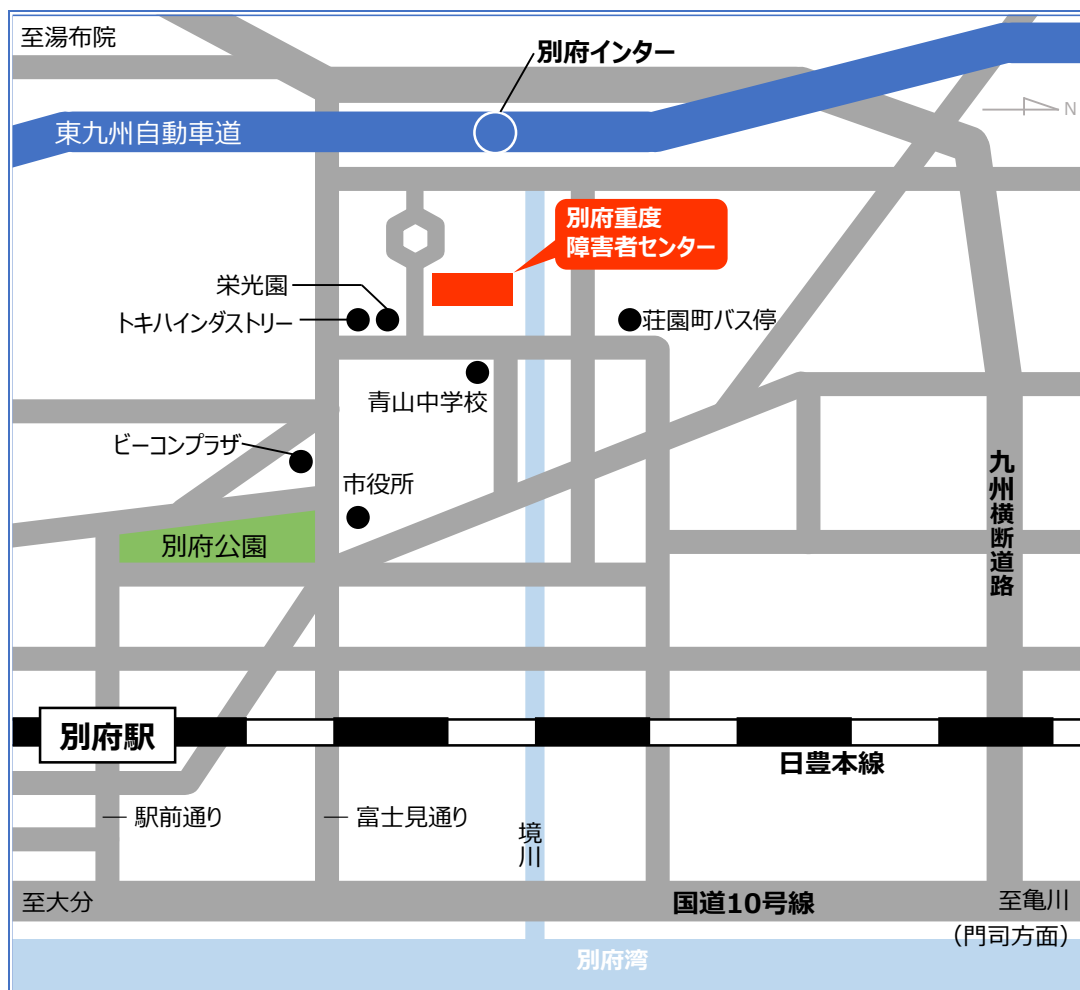 至湯布院
別府インター
N
東九州自動車道
別府重度
障害者センター
栄光園
トキハインダストリー
荘園町バス停
青山中学校
ビーコンプラザ
市役所
九州横断道路
別府公園
別府駅
日豊本線
駅前通り
富士見通り
境川
至大分
国道10号線
至亀川
（門司方面）
別府湾